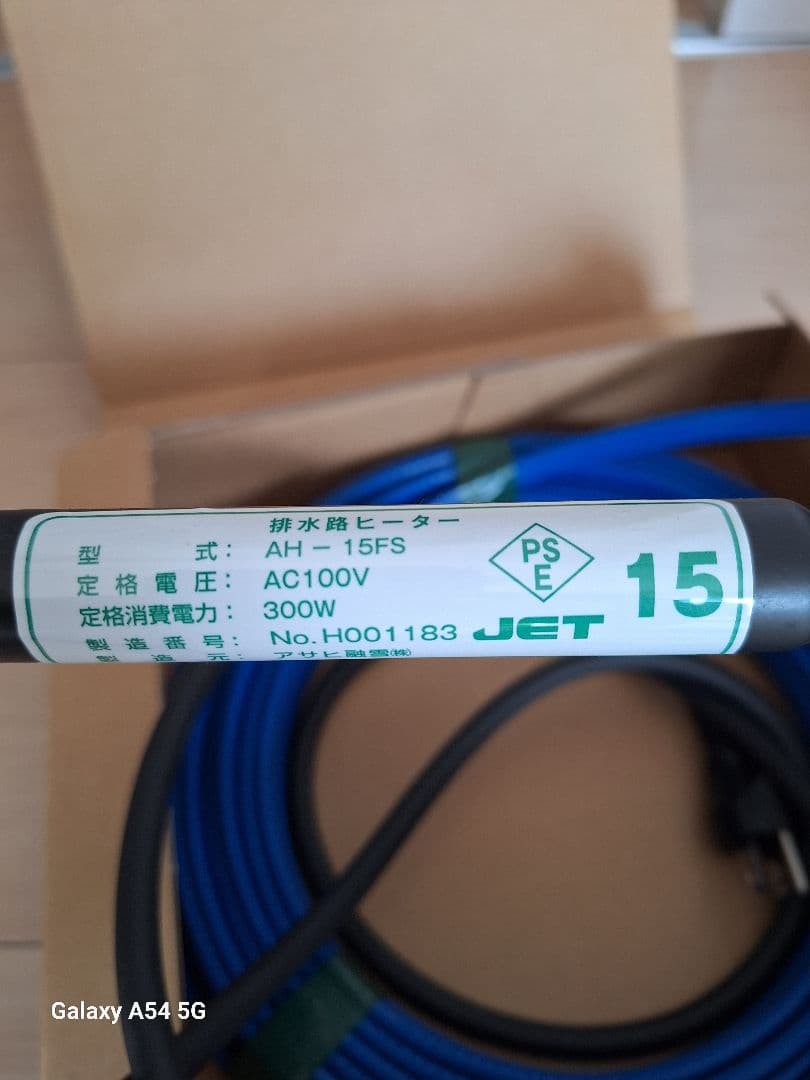 排水路ヒーター
型 式: AH-15FS
定格電圧: AC100V
定格消費電力: 300W
製造番号: No.H001183
製造元: アサヒ融雪㈱
PS
E
JET
15
Galaxy A54 5G